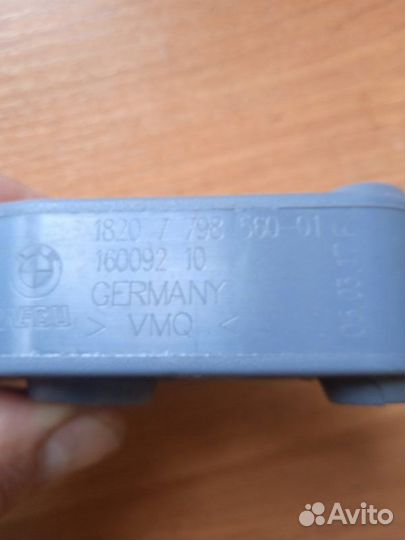 1820 7 798 560-01
160092 10
GERMANY
> VMQ <
Avito